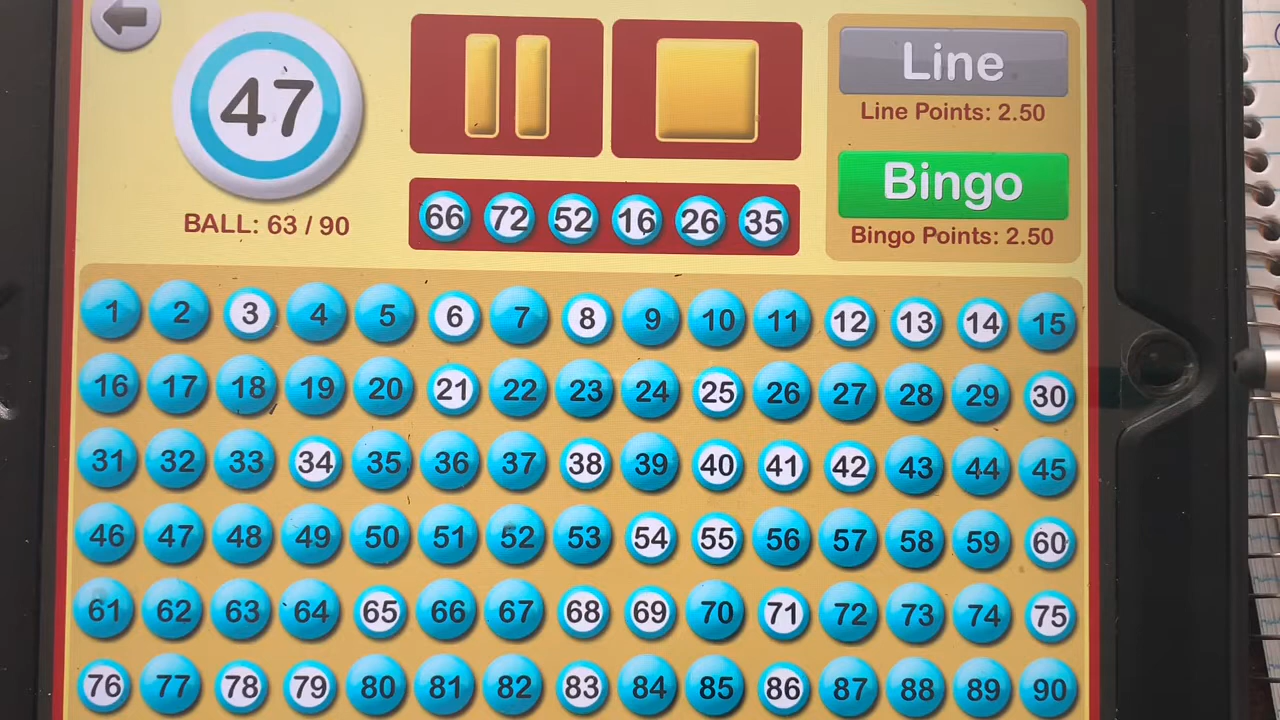 47
BALL: 63 / 90
66 72 52 16 26 35
Line
Line Points: 2.50
Bingo
Bingo Points: 2.50
1 2 3 4 5 6 7 8 9 10 11 12 13 14 15
16 17 18 19 20 21 22 23 24 25 26 27 28 29 30
31 32 33 34 35 36 37 38 39 40 41 42 43 44 45
46 47 48 49 50 51 52 53 54 55 56 57 58 59 60
61 62 63 64 65 66 67 68 69 70 71 72 73 74 75
76 77 78 79 80 81 82 83 84 85 86 87 88 89 90